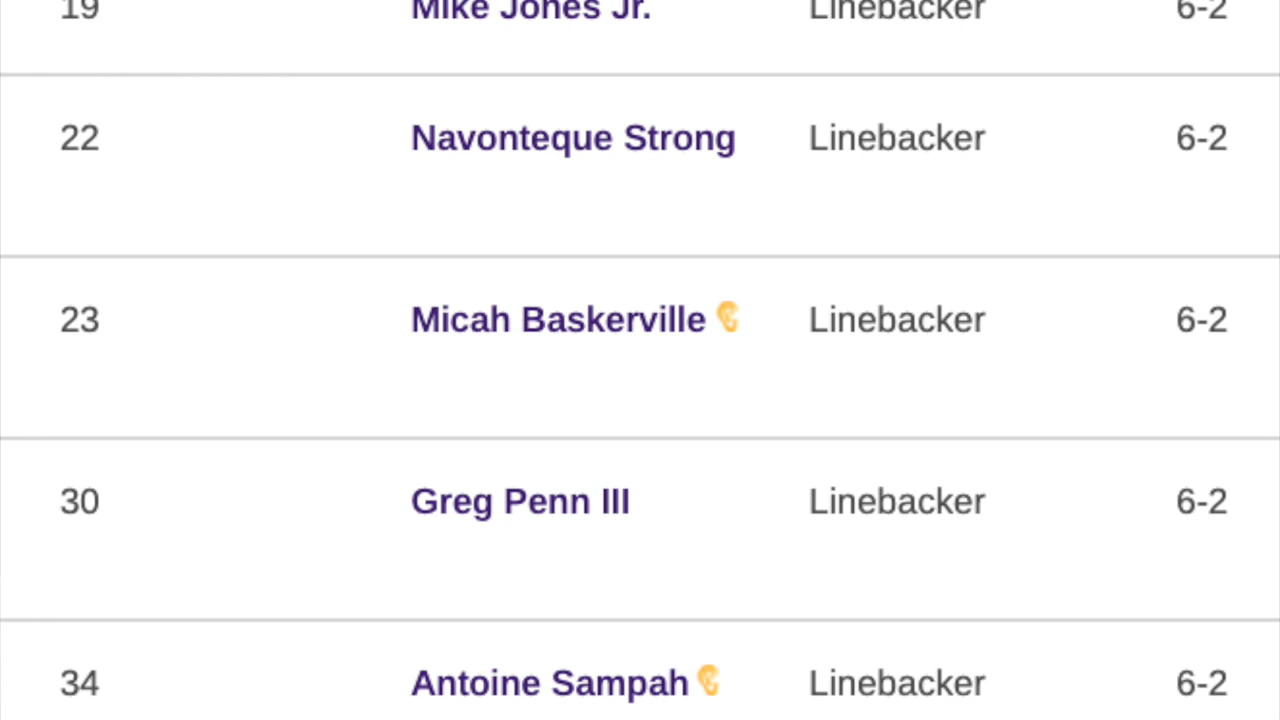 19 Mike Jones Jr. Linebacker 6-2
22 Navonteque Strong Linebacker 6-2
23 Micah Baskerville 👂 Linebacker 6-2
30 Greg Penn III Linebacker 6-2
34 Antoine Sampah 👂 Linebacker 6-2